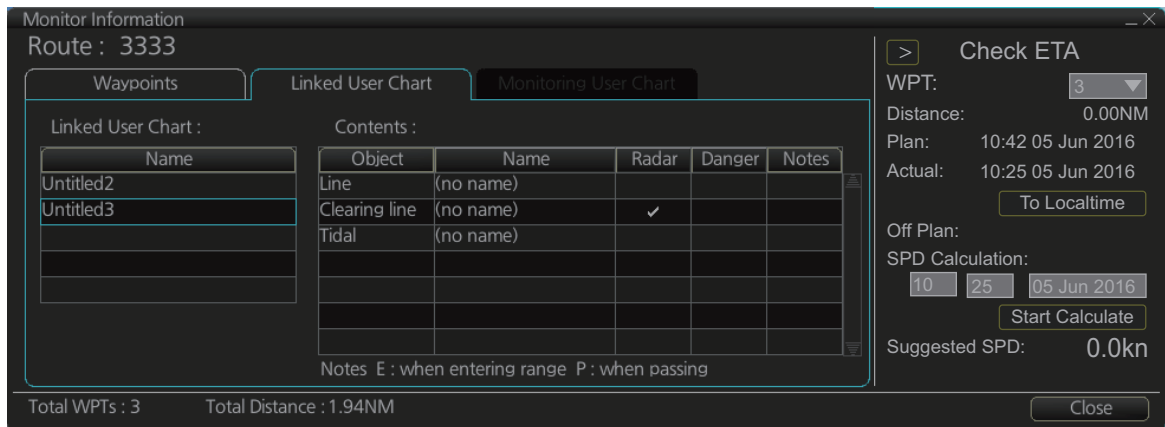 Monitor Information
Route : 3333
Waypoints
Linked User Chart
Monitoring User Chart
Linked User Chart :
Name
Untitled2
Untitled3
Contents :
Object Name Radar Danger Notes
Line (no name)
Clearing line (no name) ✓
Tidal (no name)
Notes E : when entering range P : when passing
> Check ETA
WPT: 3
Distance: 0.00NM
Plan: 10:42 05 Jun 2016
Actual: 10:25 05 Jun 2016
To Localtime
Off Plan:
SPD Calculation:
10 25 05 Jun 2016
Start Calculate
Suggested SPD: 0.0kn
Total WPTs : 3 Total Distance : 1.94NM
Close